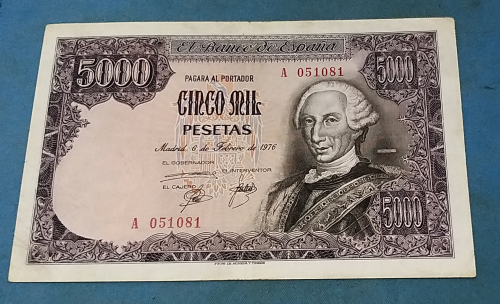 El Banco de España
5000
PAGARA AL PORTADOR
A 051081
5000
CINCO MIL
PESETAS
Madrid, 6 de Febrero de 1976
EL GOBERNADOR
EL INTERVENTOR
EL CAJERO
A 051081
5000